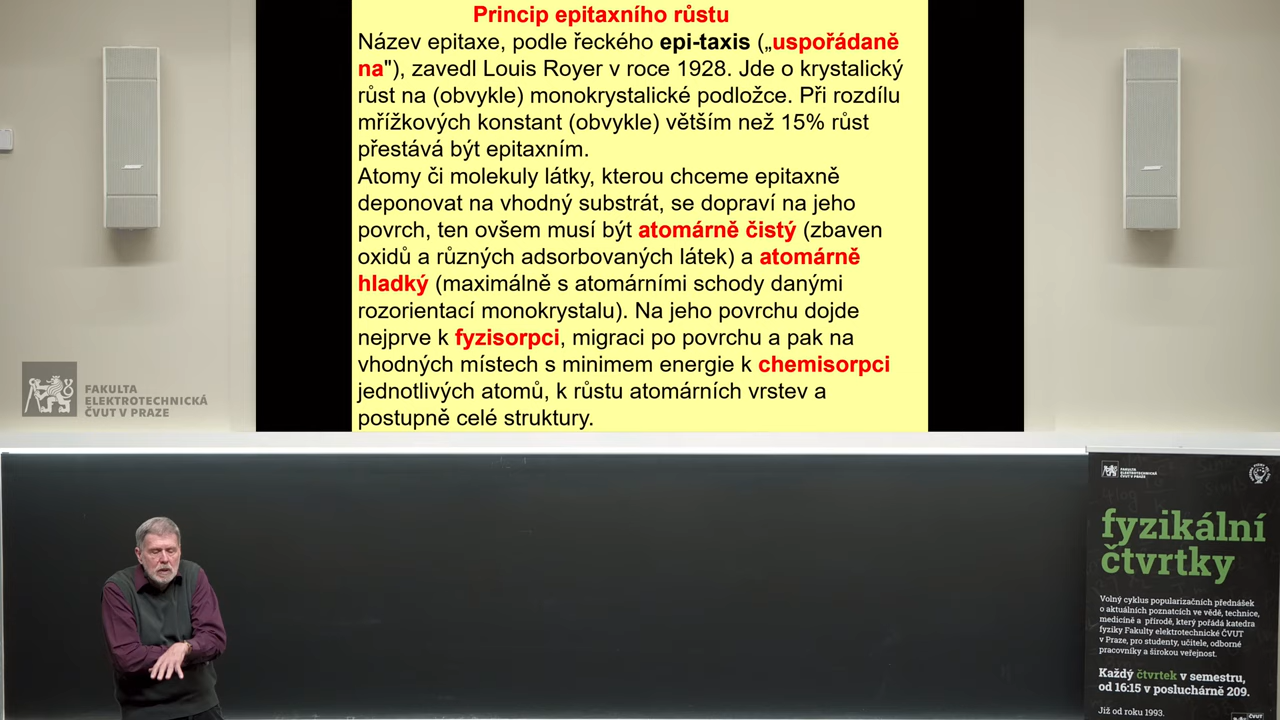 Princip epitaxního růstu
Název epitaxe, podle řeckého epi-taxis („uspořádaně
na"), zavedl Louis Royer v roce 1928. Jde o krystalický
růst na (obvykle) monokrystalické podložce. Při rozdílu
mřížkových konstant (obvykle) větším než 15% růst
přestává být epitaxním.
Atomy či molekuly látky, kterou chceme epitaxně
deponovat na vhodný substrát, se dopraví na jeho
povrch, ten ovšem musí být atomárně čistý (zbaven
oxidů a různých adsorbovaných látek) a atomárně
hladký (maximálně s atomárními schody danými
rozorientací monokrystalu). Na jeho povrchu dojde
nejprve k fyzisorpci, migraci po povrchu a pak na
vhodných místech s minimem energie k chemisorpci
jednotlivých atomů, k růstu atomárních vrstev a
postupně celé struktury.
FAKULTA
ELEKTROTECHNICKÁ
ČVUT V PRAZE
FAKULTA
ELEKTROTECHNICKÁ
ČVUT V PRAZE
fyzikální
čtvrtky
Volný cyklus popularizačních přednášek
o aktuálních poznatcích ve vědě, technice,
medicíně a přírodě, který pořádá katedra
fyziky Fakulty elektrotechnické ČVUT
v Praze, pro studenty, učitele, odborné
pracovníky a širokou veřejnost.
Každý čtvrtek v semestru,
od 16:15 v posluchárně 209.
Již od roku 1993.
ČVUT